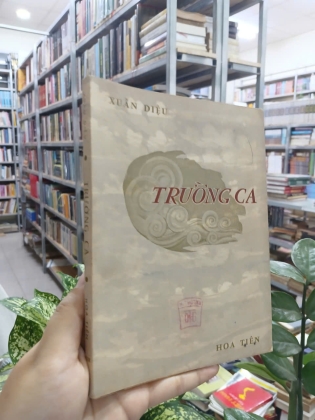 XUÂN DIỆU
TRƯỜNG CA
HOA TIÊN